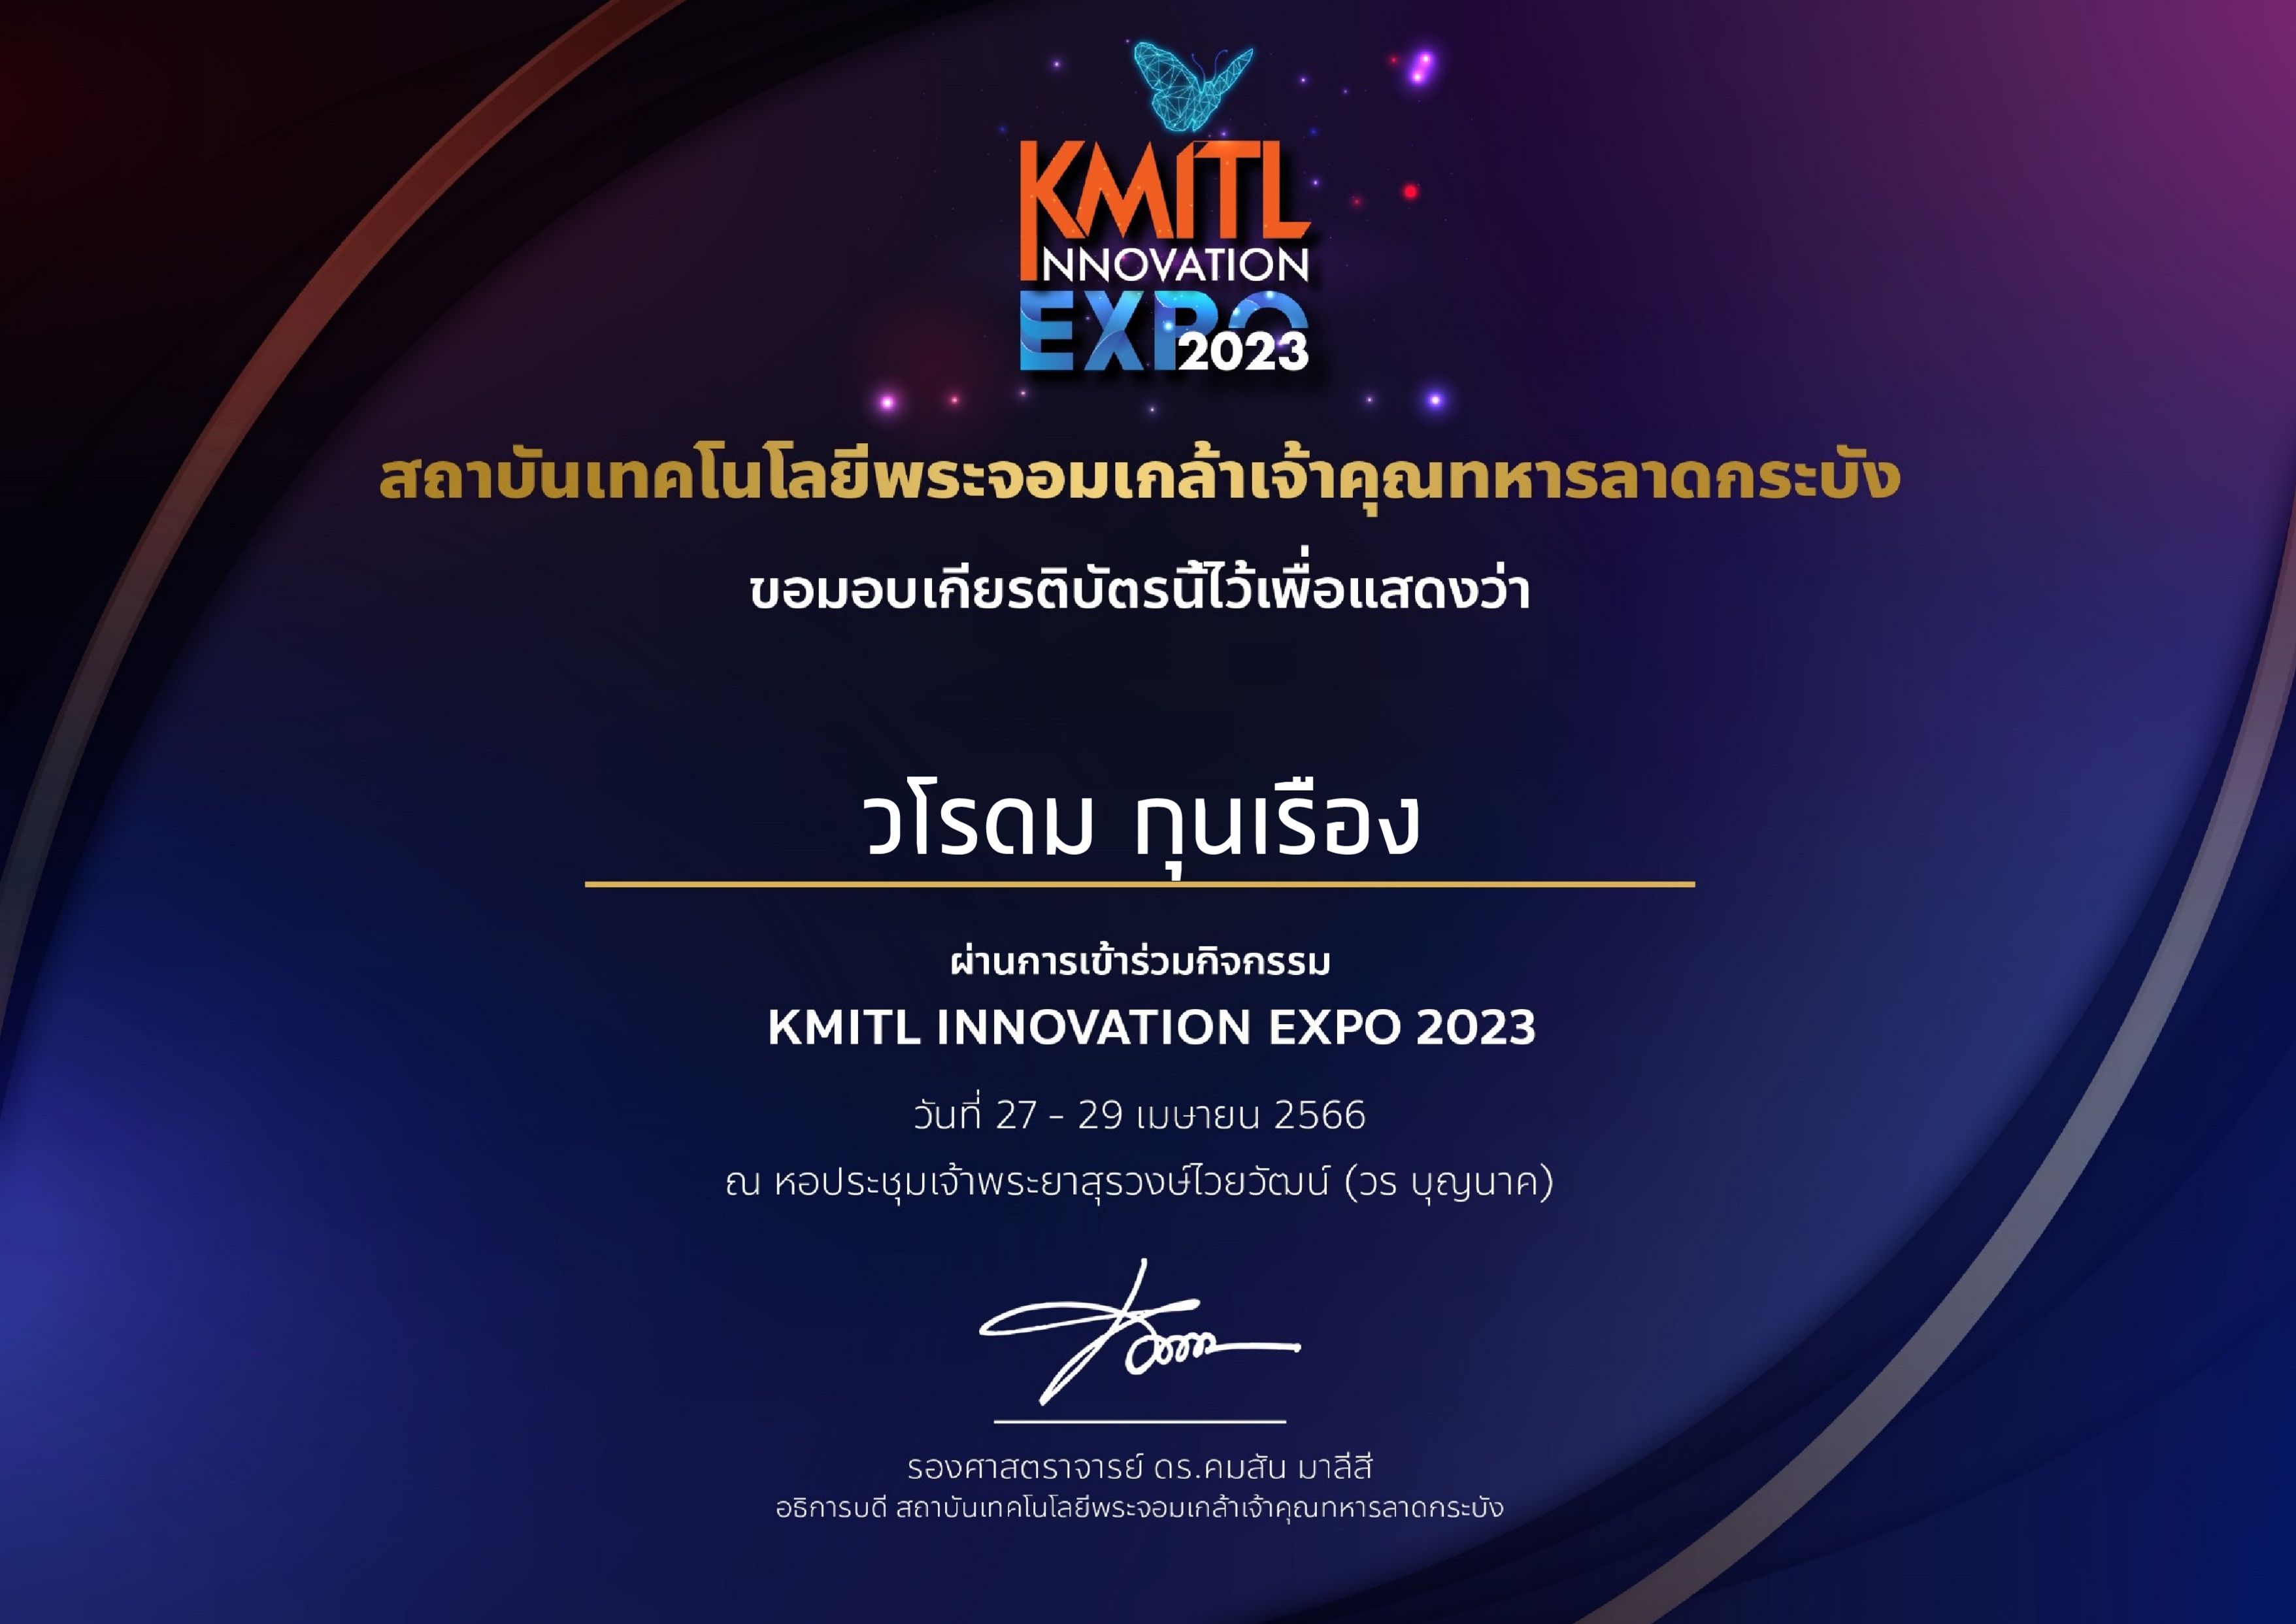 KMITL
INNOVATION
EXPO
2023
สถาบันเทคโนโลยีพระจอมเกล้าเจ้าคุณทหารลาดกระบัง
ขอมอบเกียรติบัตรนี้ไว้เพื่อแสดงว่า
วโรดม กุนเรือง
ผ่านการเข้าร่วมกิจกรรม
KMITL INNOVATION EXPO 2023
วันที่ 27 - 29 เมษายน 2566
ณ หอประชุมเจ้าพระยาสุรวงษ์ไวยวัฒน์ (วร บุญนาค)
รองศาสตราจารย์ ดร.คมสัน มาลีสี
อธิการบดี สถาบันเทคโนโลยีพระจอมเกล้าเจ้าคุณทหารลาดกระบัง